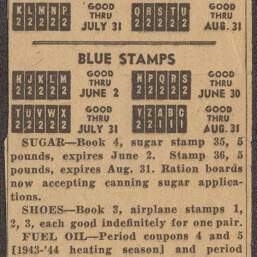 K L M N P GOOD Q R S T U GOOD
2 2 2 2 2 THRU 2 2 2 2 2 THRU
JULY 31 AUG. 31
BLUE STAMPS
H J K L M GOOD N P Q R S GOOD
2 2 2 2 2 THRU 2 2 2 2 2 THRU
JUNE 2 JUNE 30
T U V W X GOOD Y Z A B C GOOD
2 2 2 2 2 THRU 2 2 1 1 1 THRU
JULY 31 AUG. 31
SUGAR—Book 4, sugar stamp 35, 5
pounds, expires June 2. Stamp 36, 5
pounds, expires Aug. 31. Ration boards
now accepting canning sugar applica-
tions.
SHOES—Book 3, airplane stamps 1,
2, 3, each good indefinitely for one pair.
FUEL OIL—Period coupons 4 and 5
[1943-'44 heating season] and period